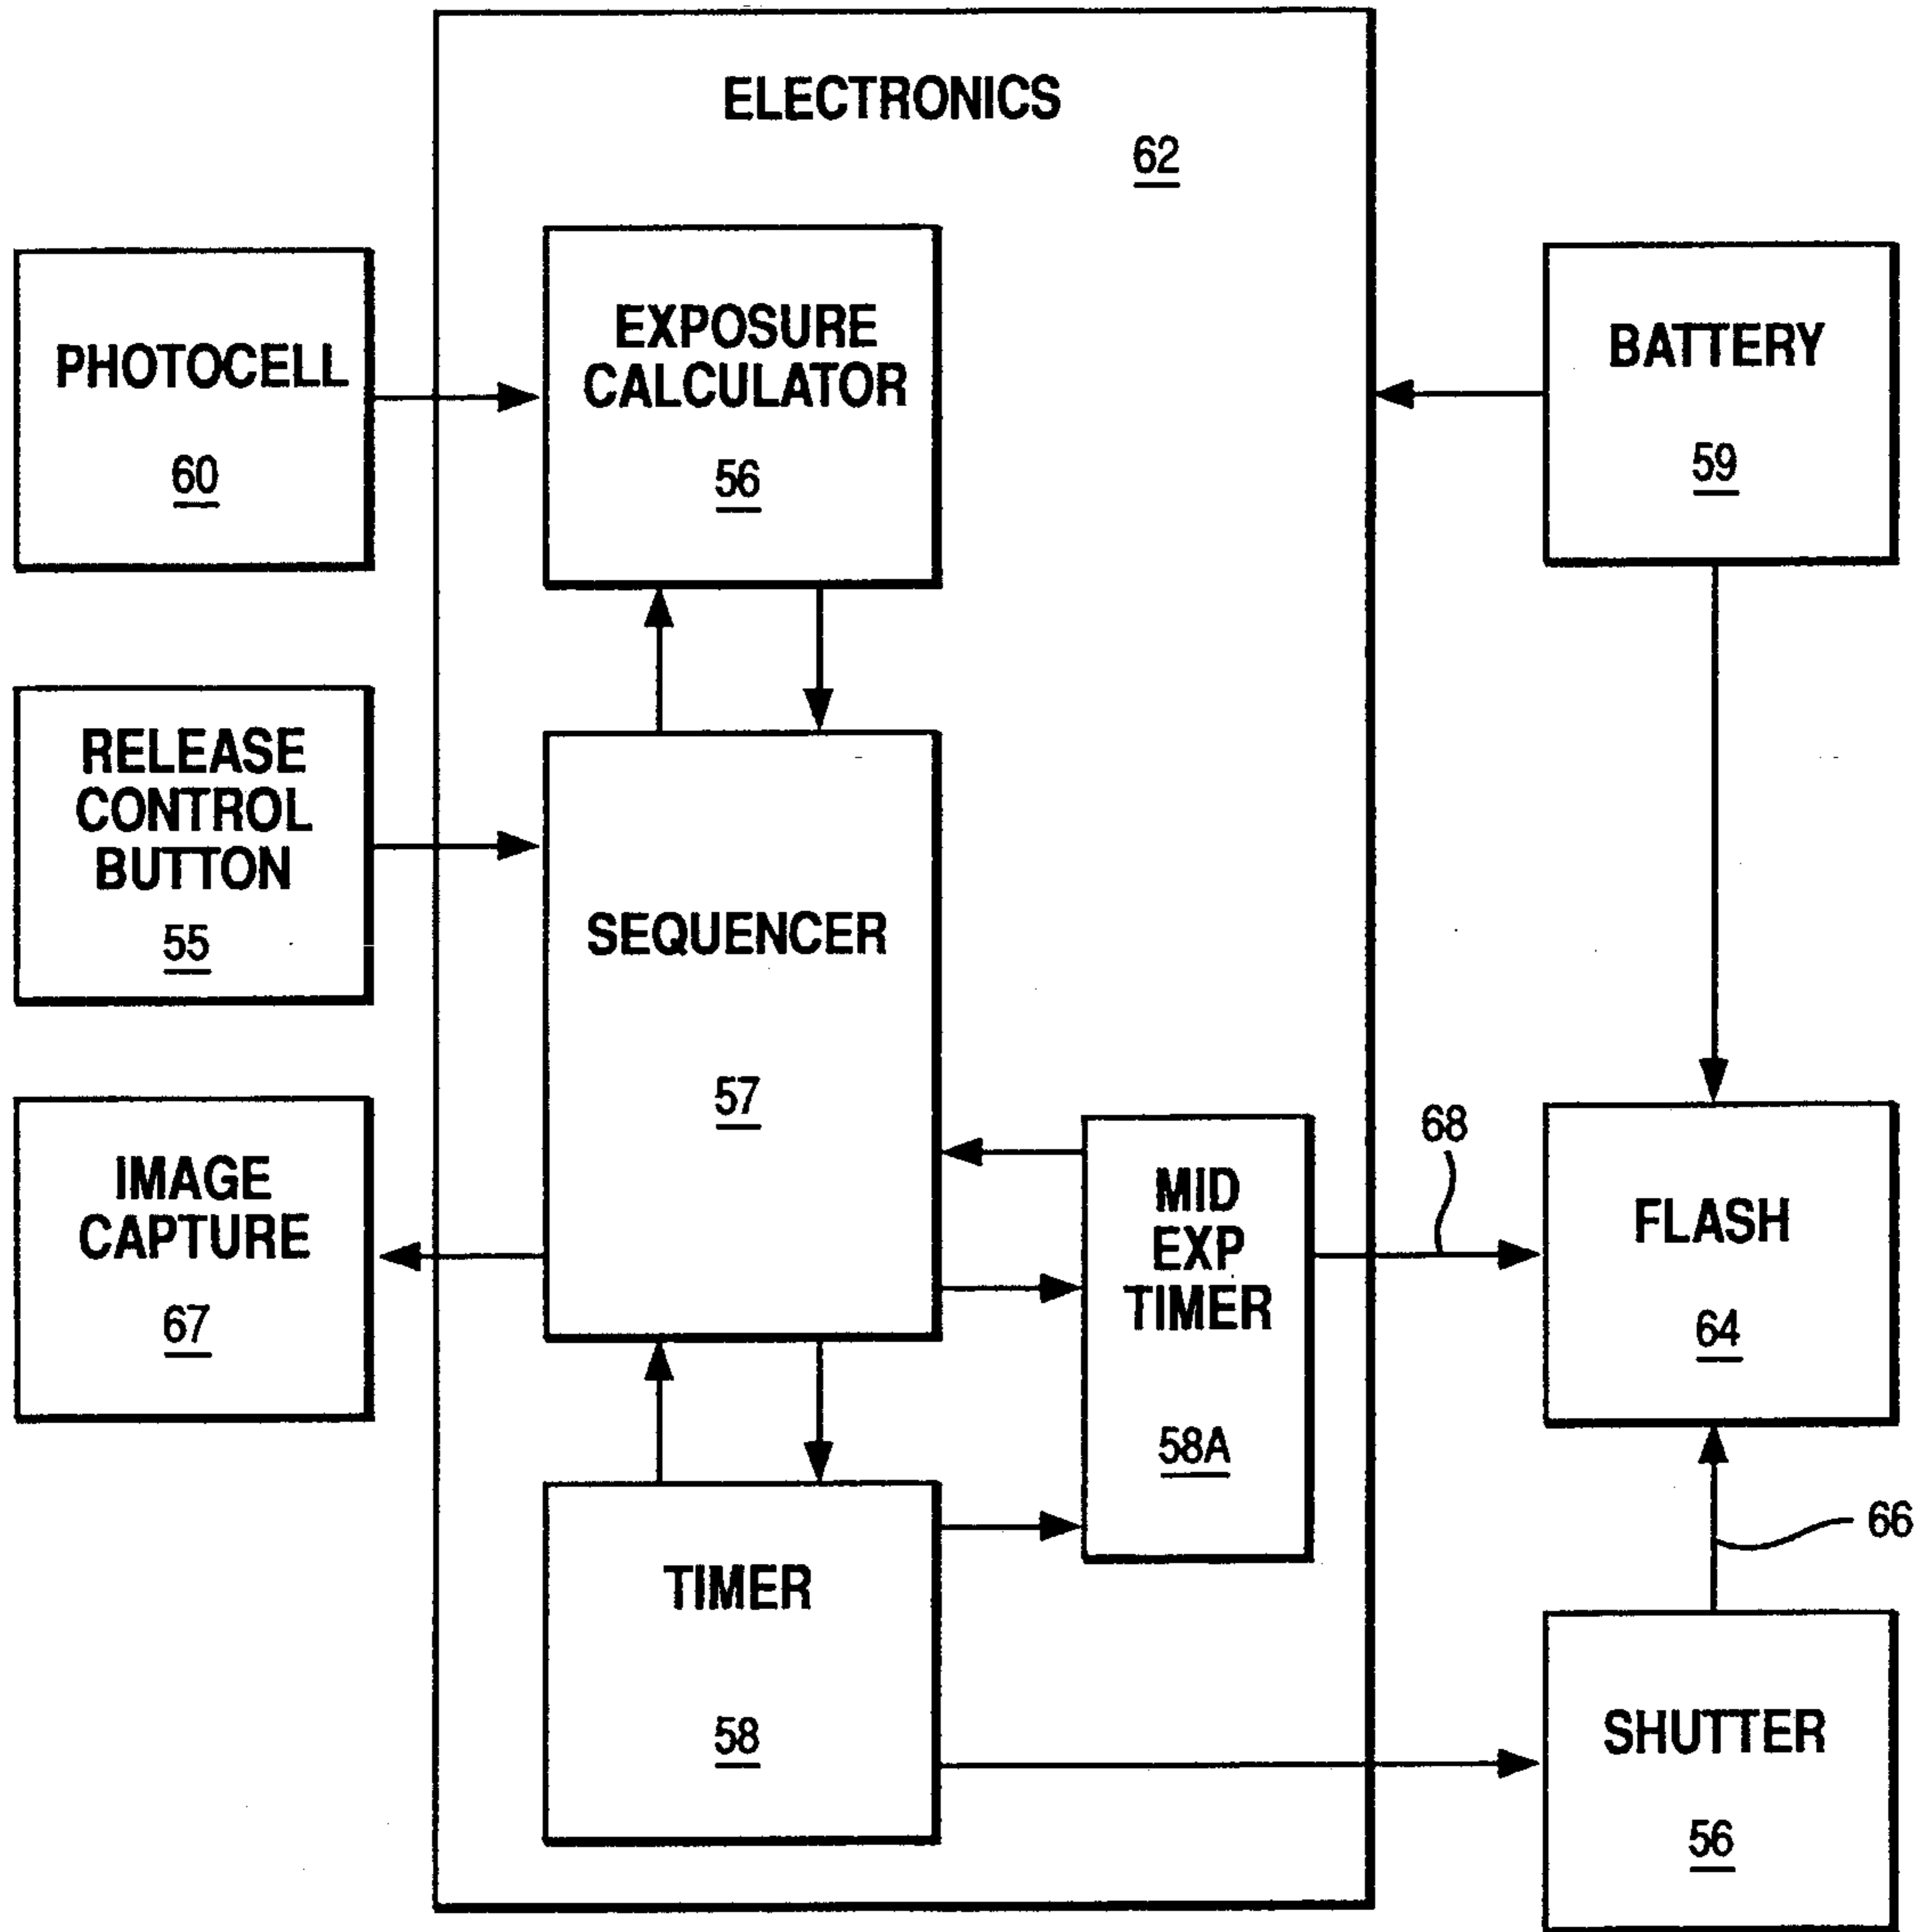 ELECTRONICS
62
PHOTOCELL
60
EXPOSURE
CALCULATOR
56
BATTERY
59
RELEASE
CONTROL
BUTTON
55
SEQUENCER
57
IMAGE
CAPTURE
67
MID
EXP
TIMER
58A
68
FLASH
64
66
TIMER
58
SHUTTER
56